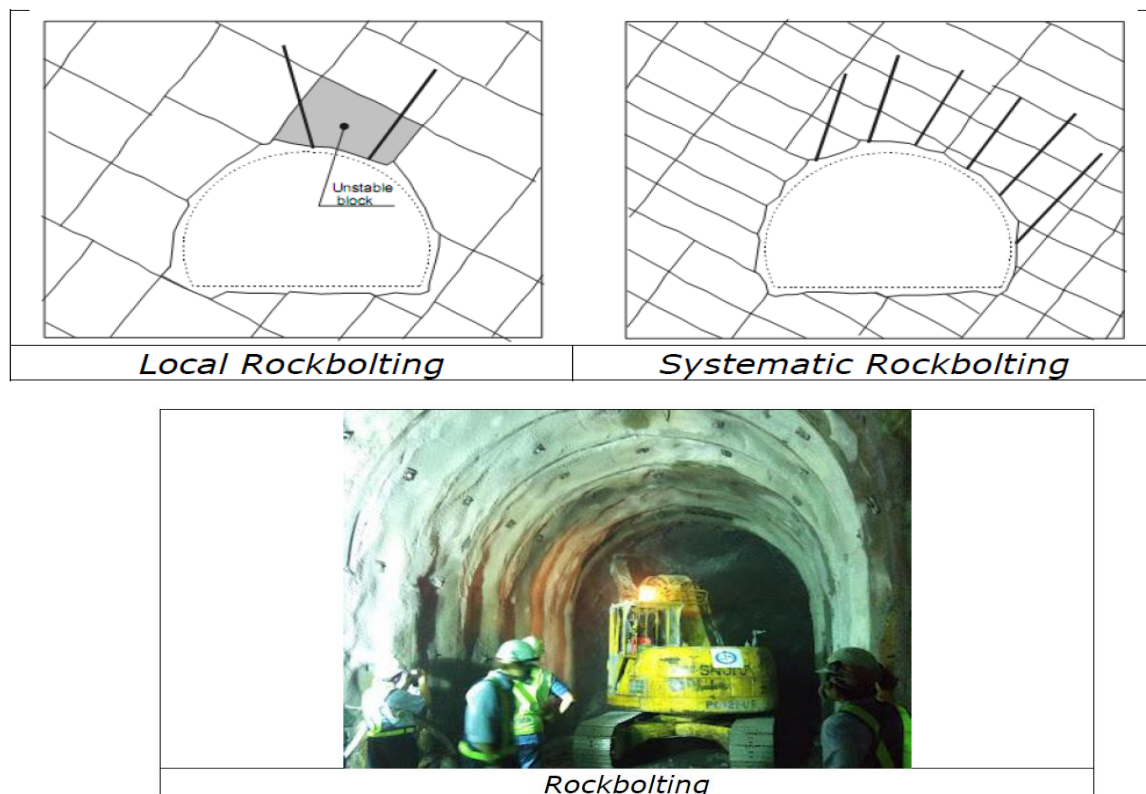 Unstable
block
Local Rockbolting
Systematic Rockbolting
Rockbolting